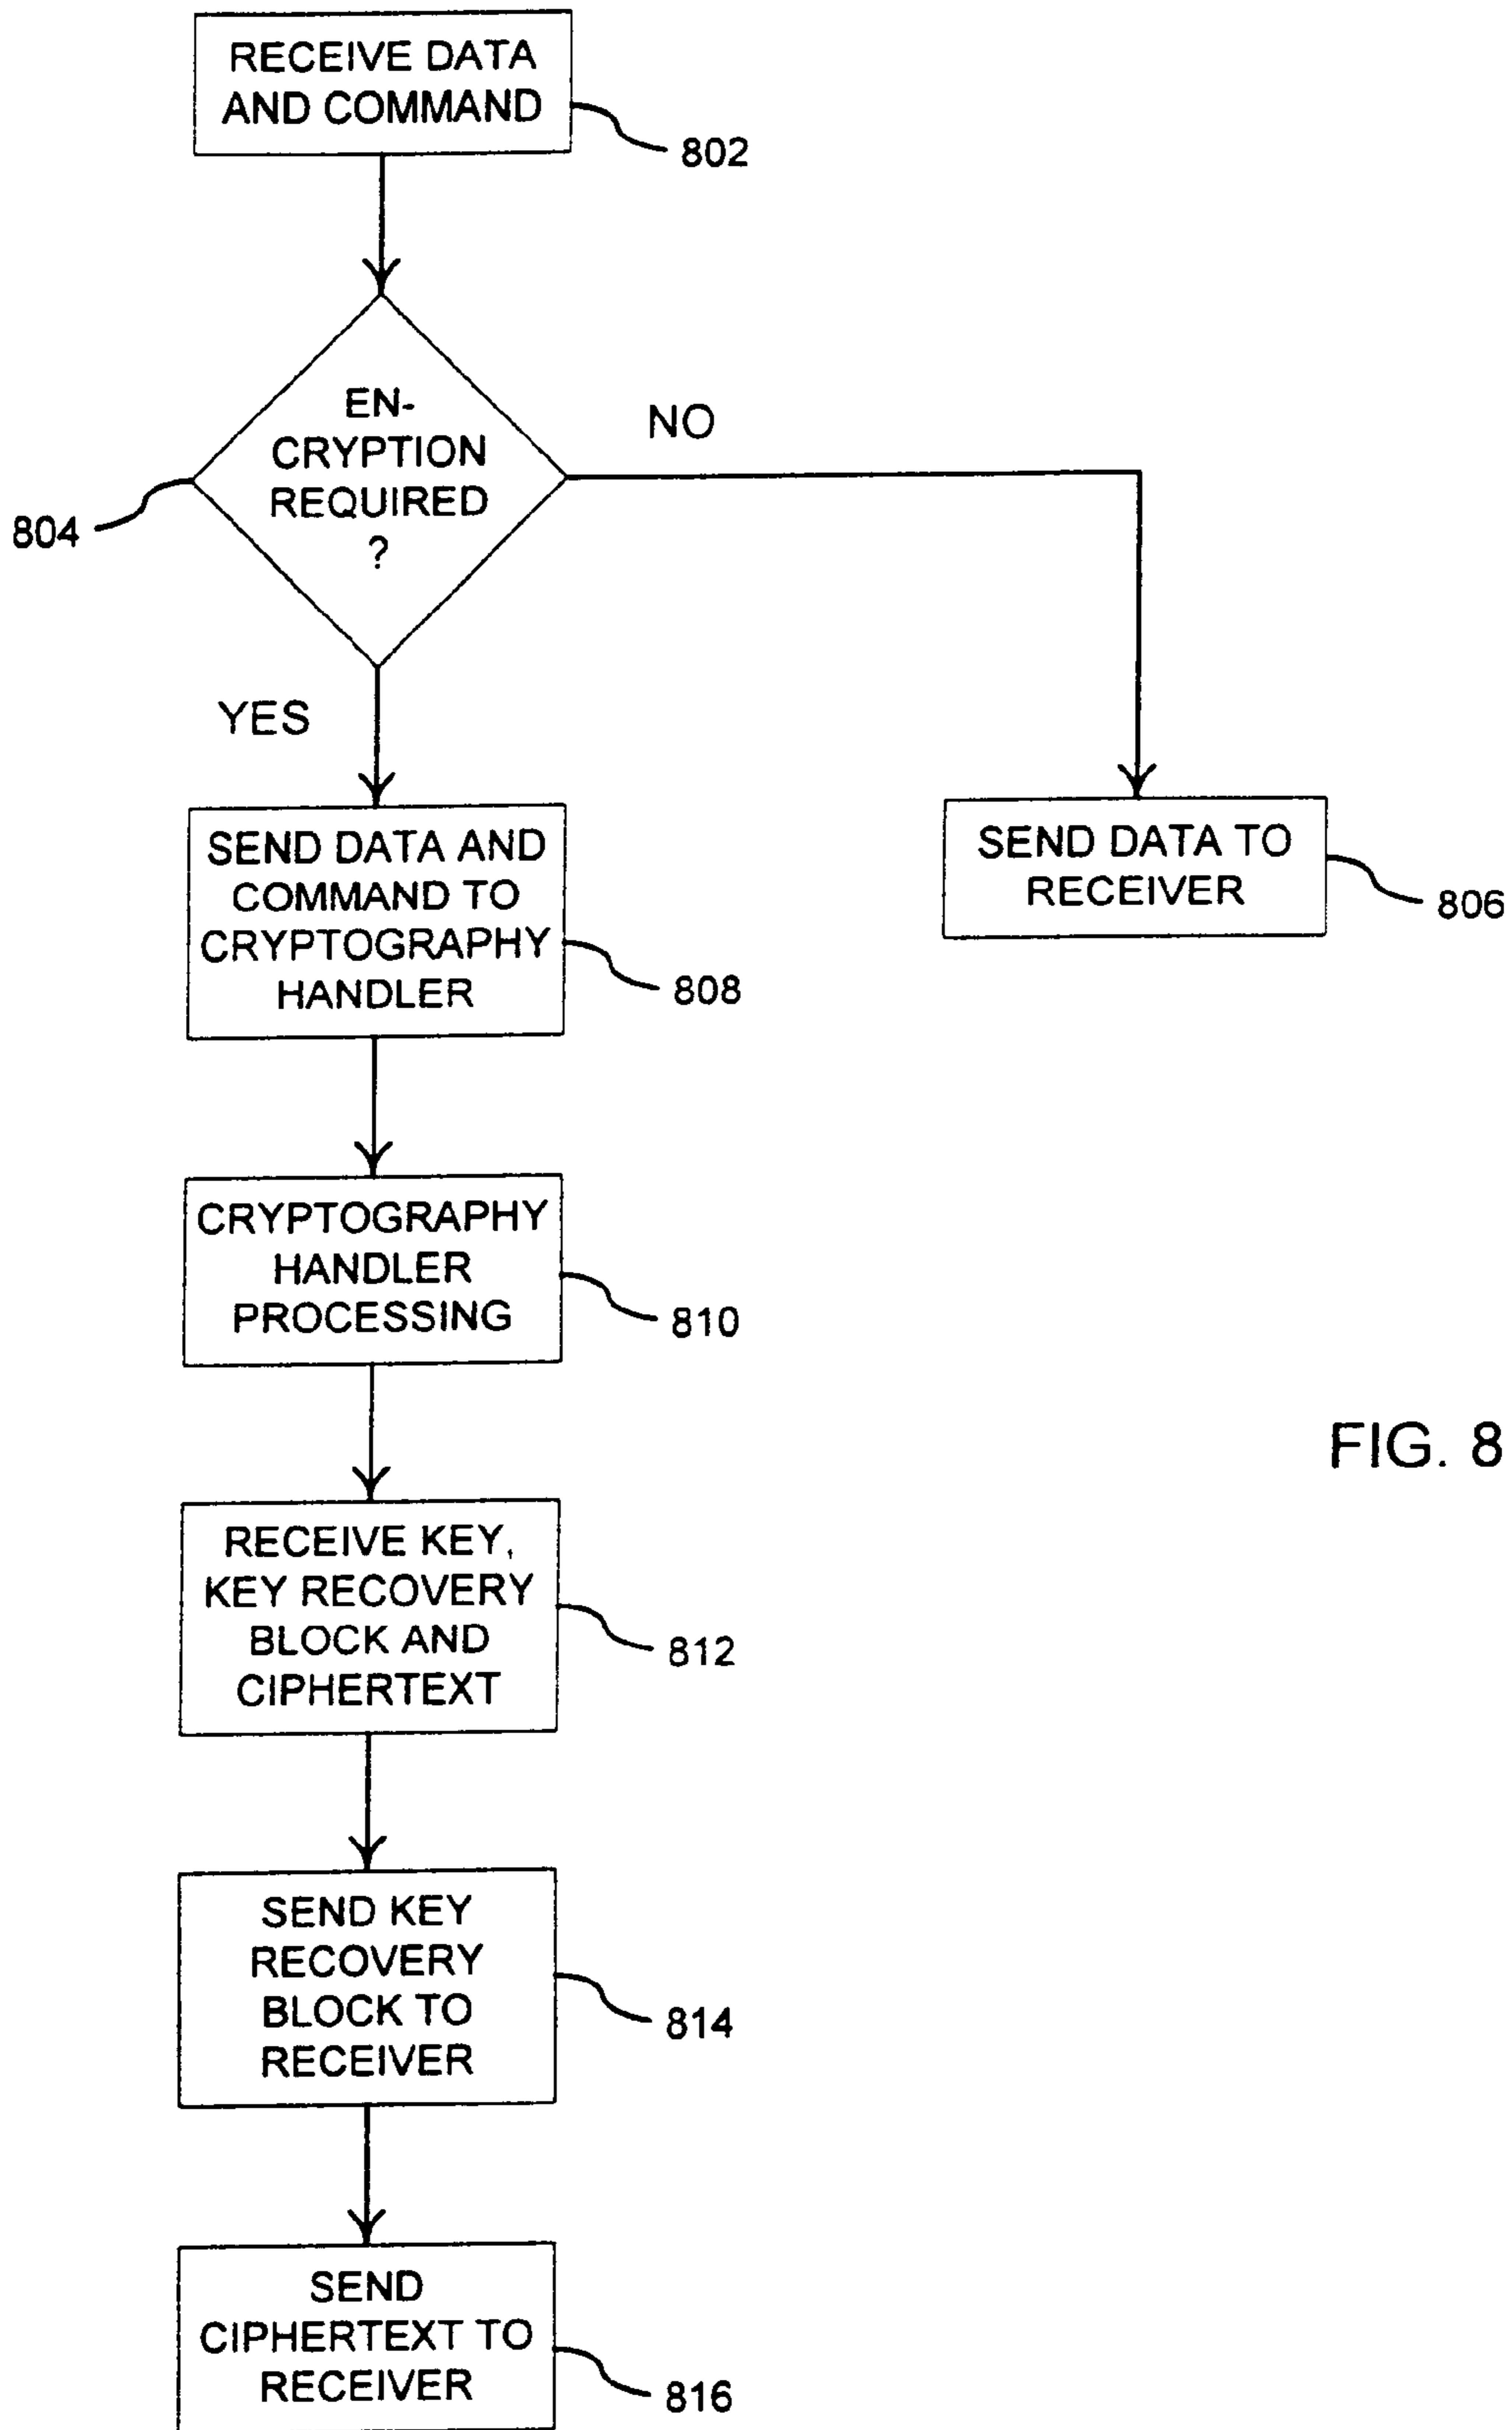 RECEIVE DATA
AND COMMAND
802
EN-
CRYPTION
REQUIRED
?
804
NO
YES
SEND DATA AND
COMMAND TO
CRYPTOGRAPHY
HANDLER
808
SEND DATA TO
RECEIVER
806
CRYPTOGRAPHY
HANDLER
PROCESSING
810
FIG. 8
RECEIVE KEY,
KEY RECOVERY
BLOCK AND
CIPHERTEXT
812
SEND KEY
RECOVERY
BLOCK TO
RECEIVER
814
SEND
CIPHERTEXT TO
RECEIVER
816